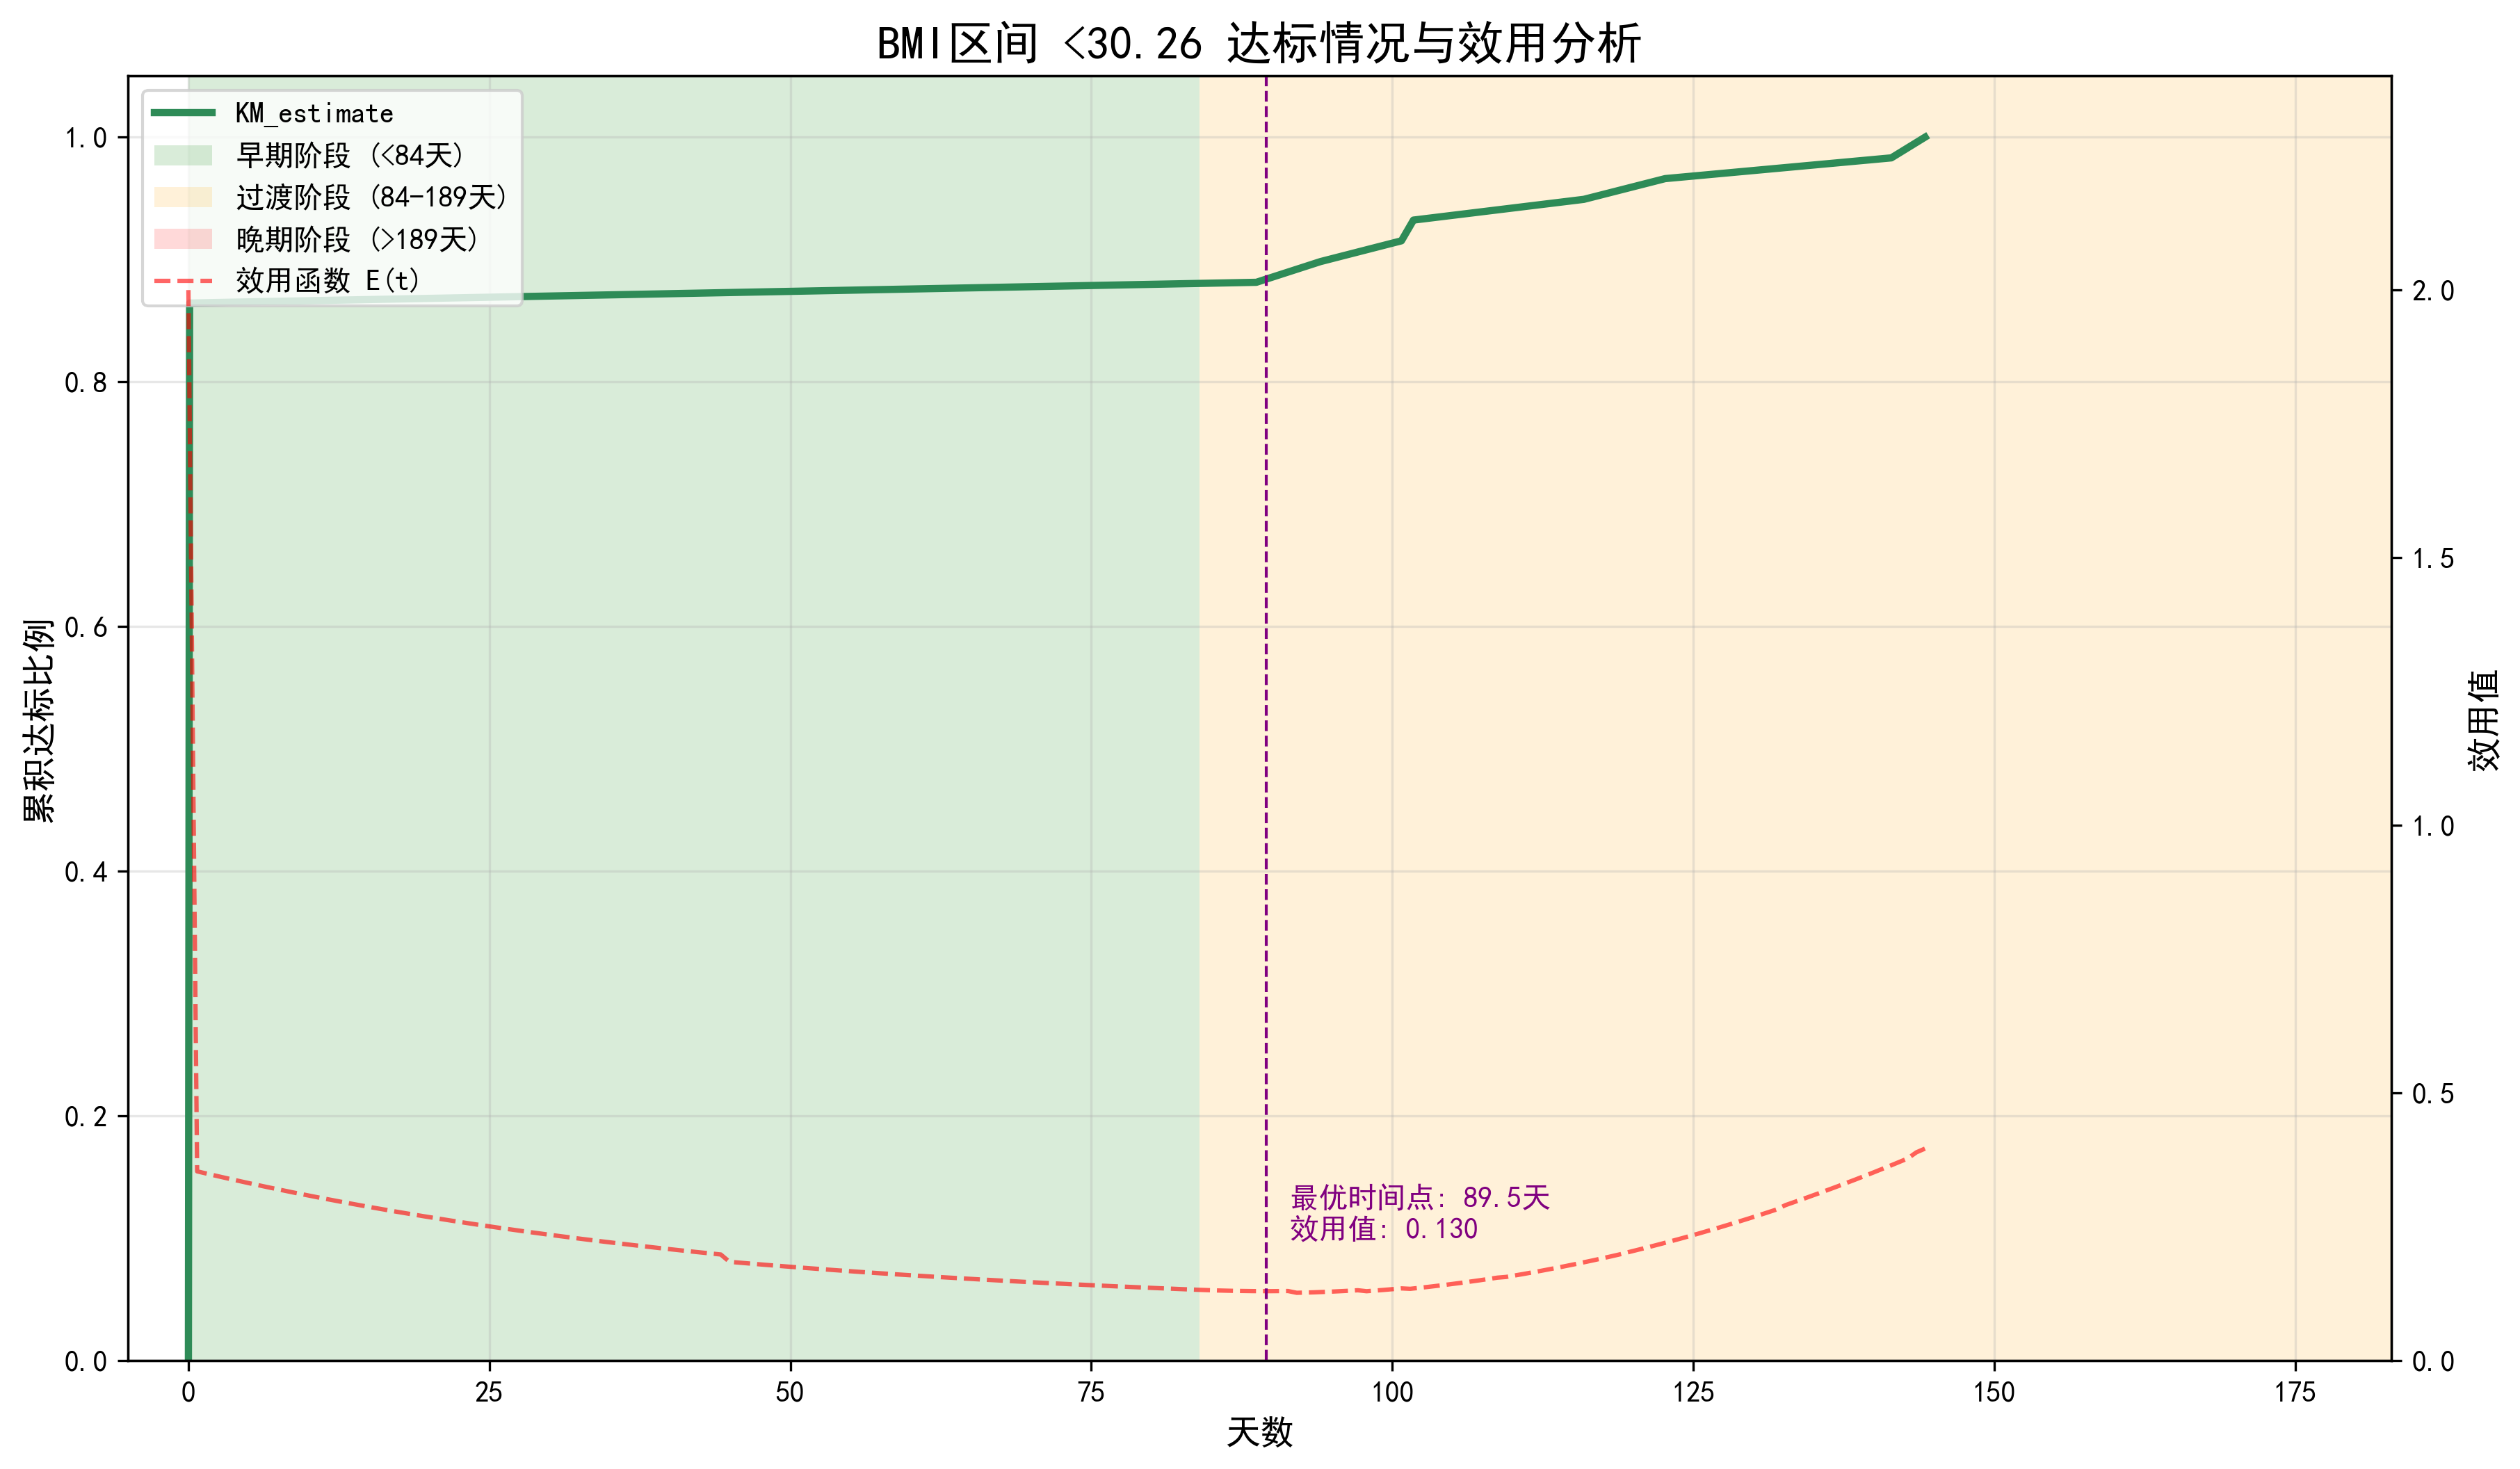 BMI区间 <30.26 达标情况与效用分析
KM_estimate
早期阶段 (<84天)
过渡阶段 (84-189天)
晚期阶段 (>189天)
效用函数 E(t)
累积达标比例
1.0
0.8
0.6
0.4
0.2
0.0
最优时间点: 89.5天
效用值: 0.130
2.0
1.5
1.0
0.5
0.0
效用值
0 25 50 75 100 125 150 175
天数